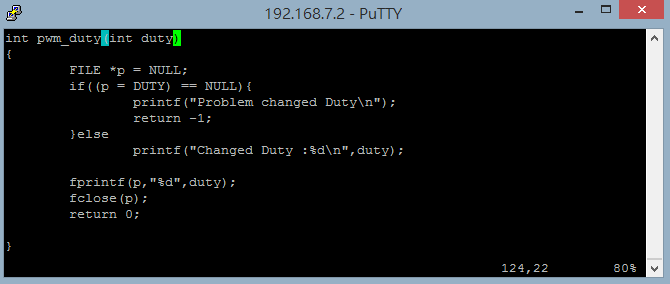 192.168.7.2 - PuTTY
int pwm_duty(int duty)
{
        FILE *p = NULL;
        if((p = DUTY) == NULL){
                printf("Problem changed Duty\n");
                return -1;
        }else
                printf("Changed Duty :%d\n",duty);

        fprintf(p,"%d",duty);
        fclose(p);
        return 0;

}
124,22        80%